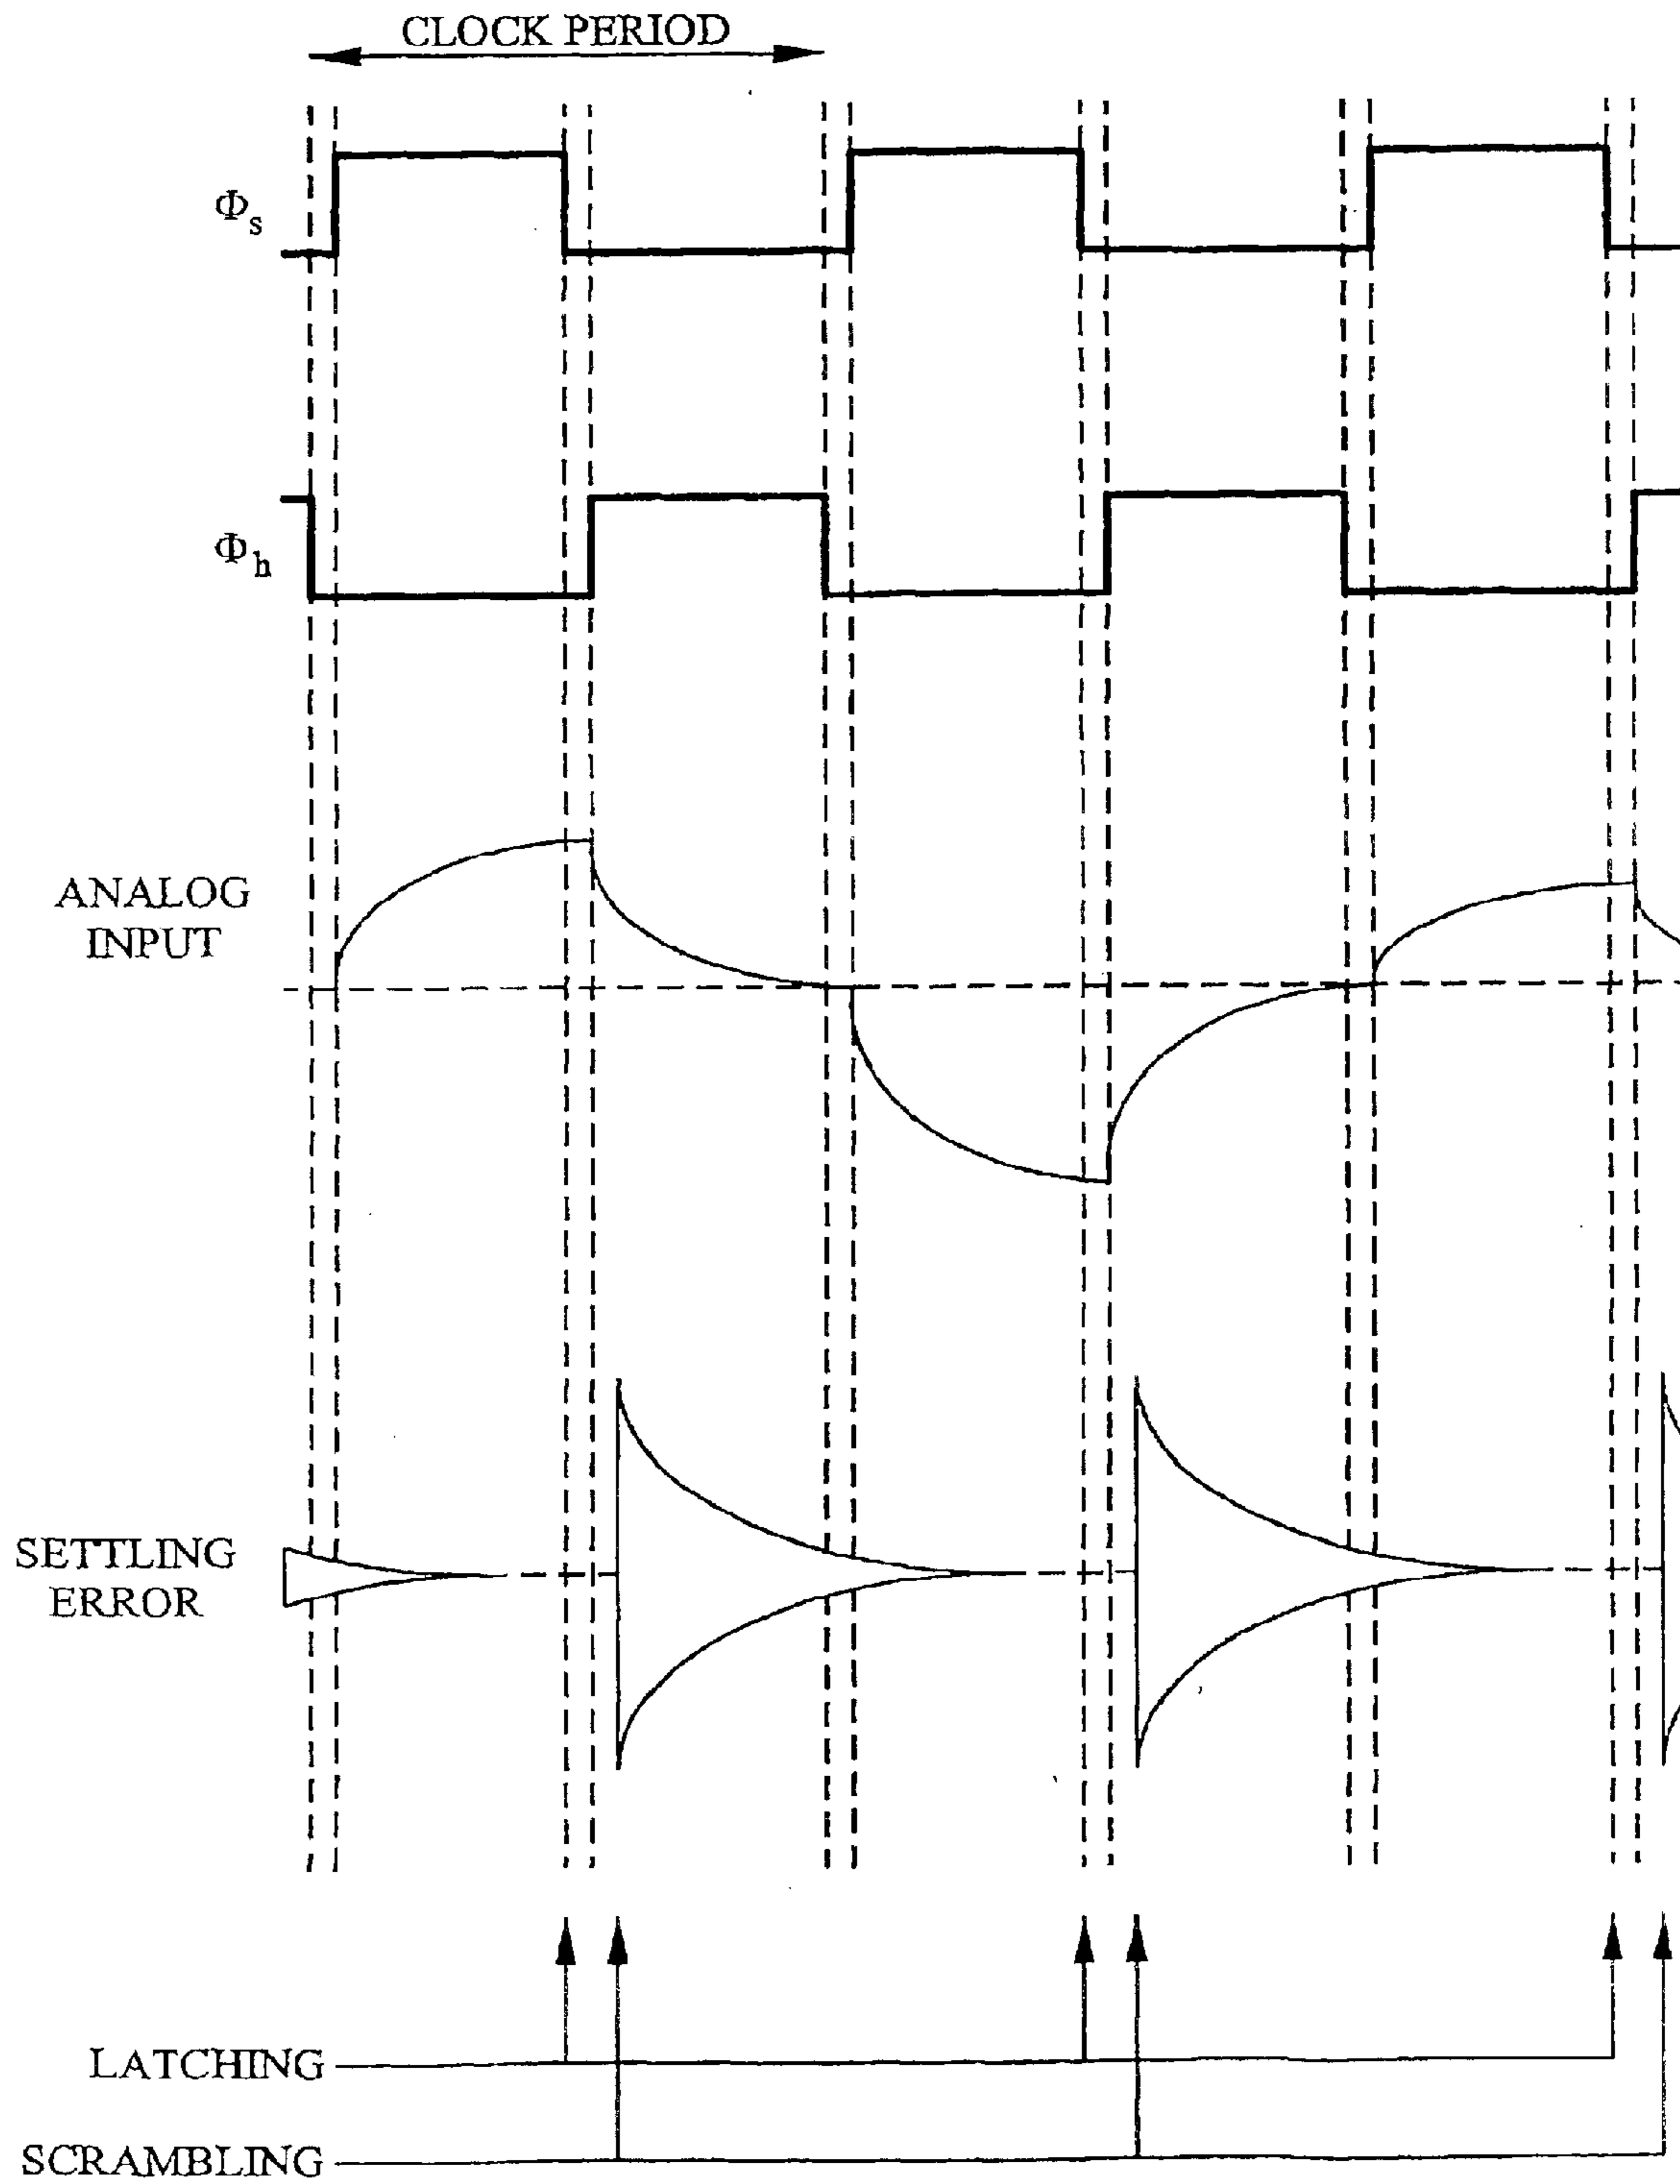 CLOCK PERIOD
Φs
Φh
ANALOG
INPUT
SETTLING
ERROR
LATCHING
SCRAMBLING